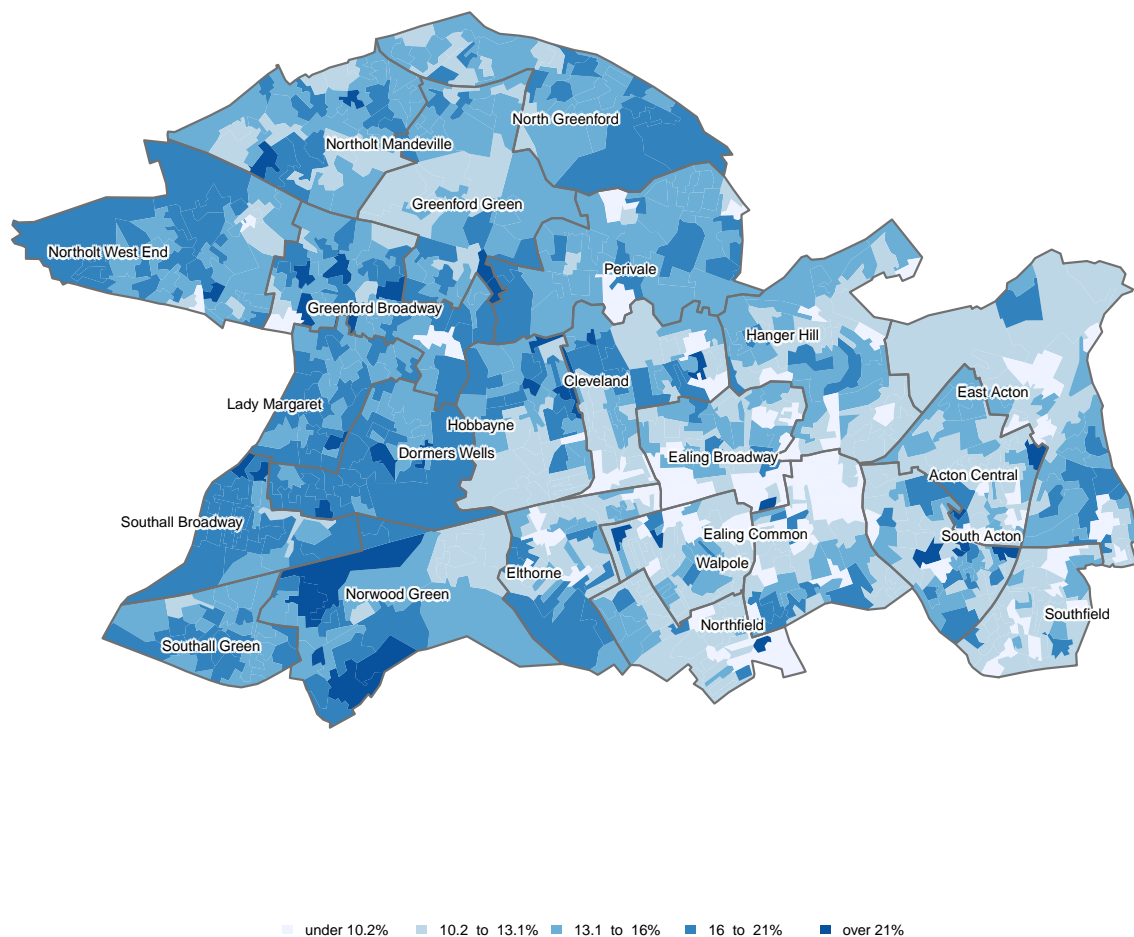 North Greenford
Northolt Mandeville
Greenford Green
Northolt West End
Perivale
Greenford Broadway
Hanger Hill
Cleveland
East Acton
Lady Margaret
Hobbayne
Dormers Wells
Ealing Broadway
Acton Central
Southall Broadway
Ealing Common
South Acton
Walpole
Elthorne
Norwood Green
Southfield
Northfield
Southall Green
under 10.2% 10.2 to 13.1% 13.1 to 16% 16 to 21% over 21%